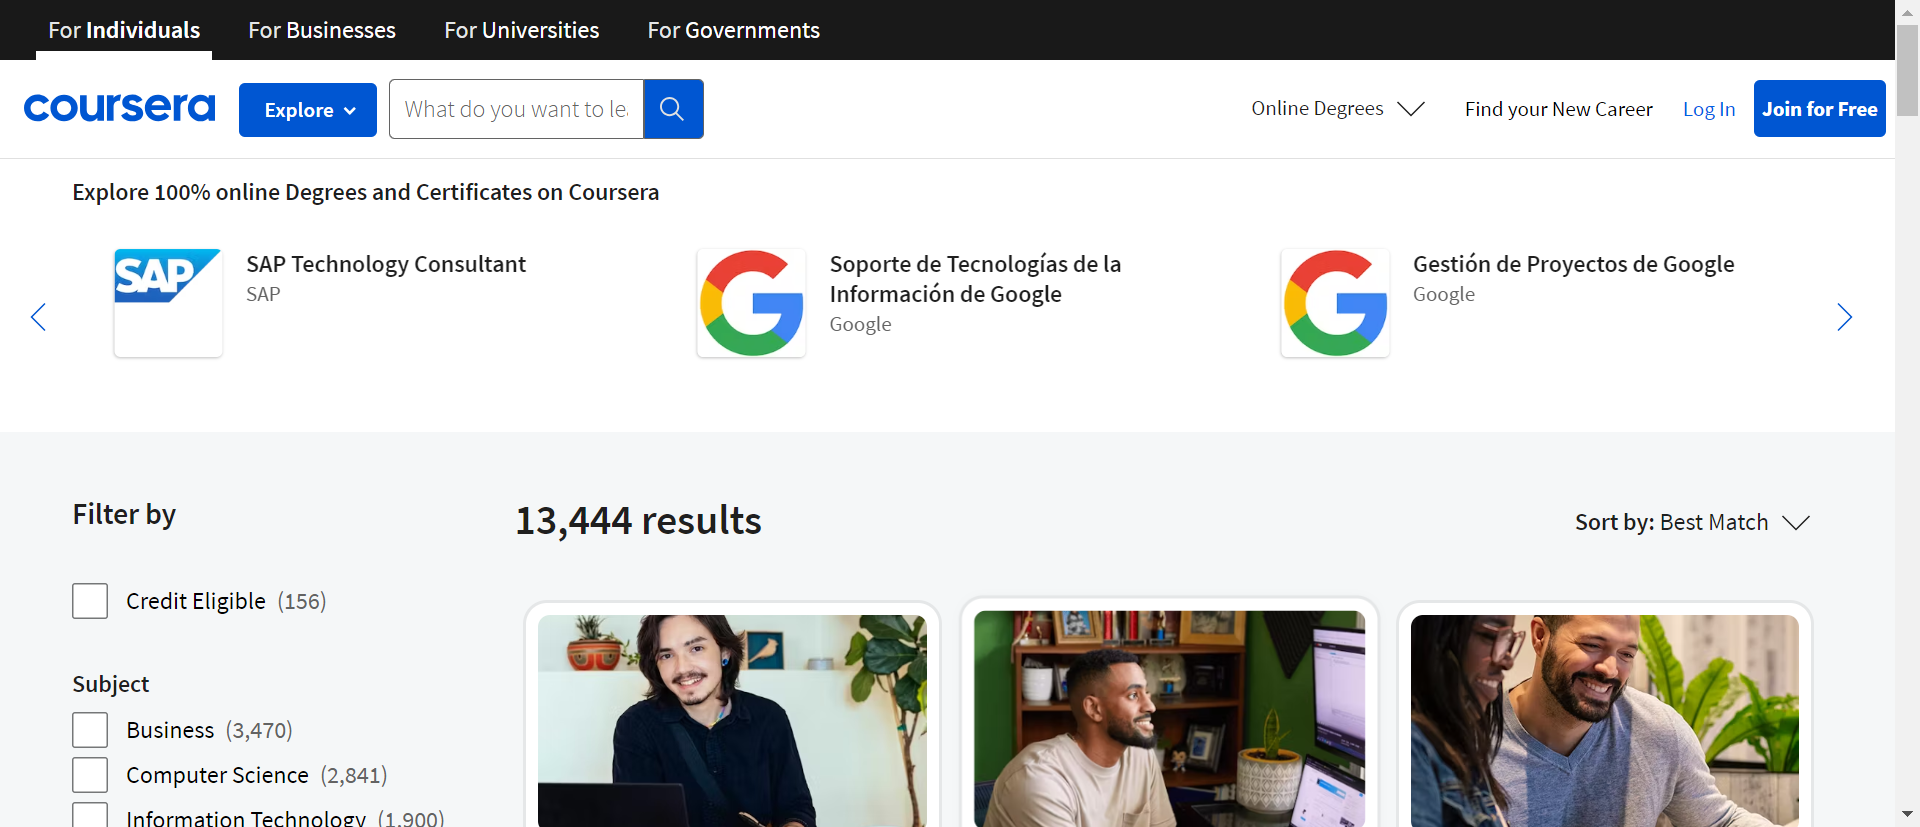 For Individuals
For Businesses
For Universities
For Governments
coursera
Explore
What do you want to le
Online Degrees
Find your New Career
Log In
Join for Free
Explore 100% online Degrees and Certificates on Coursera
SAP
SAP Technology Consultant
SAP
Soporte de Tecnologías de la
Información de Google
Google
Gestión de Proyectos de Google
Google
Filter by
13,444 results
Sort by: Best Match
Credit Eligible (156)
Subject
Business (3,470)
Computer Science (2,841)
Information Technology (1,900)